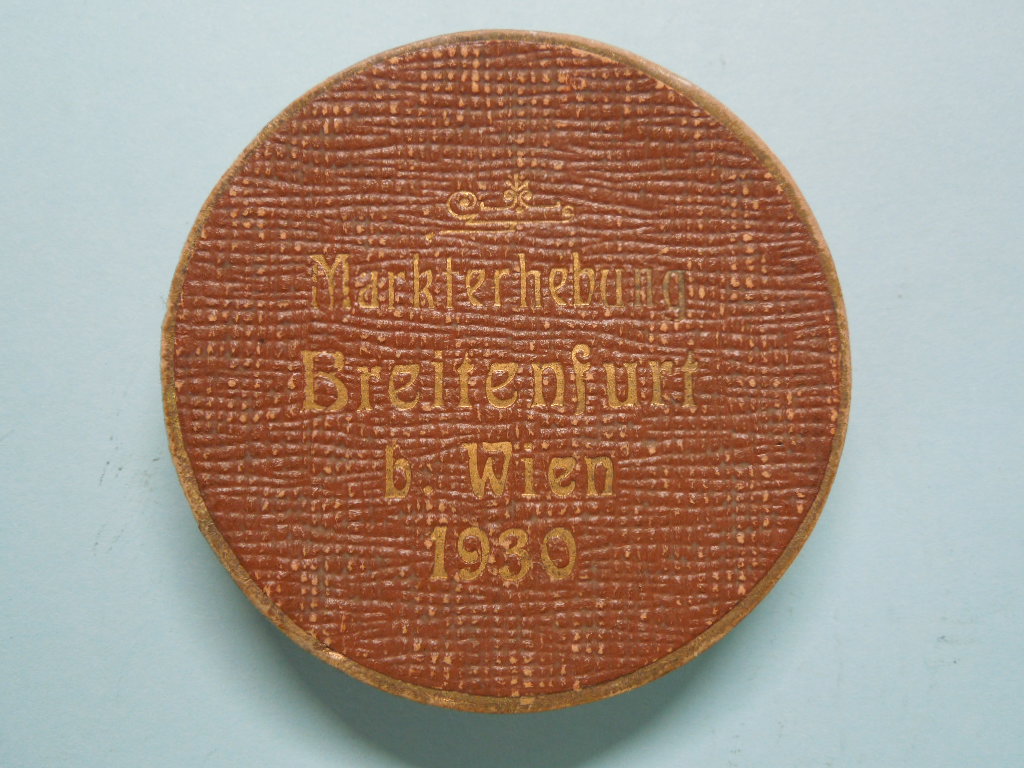 Markterhebung
Breitenfurt
b. Wien
1930